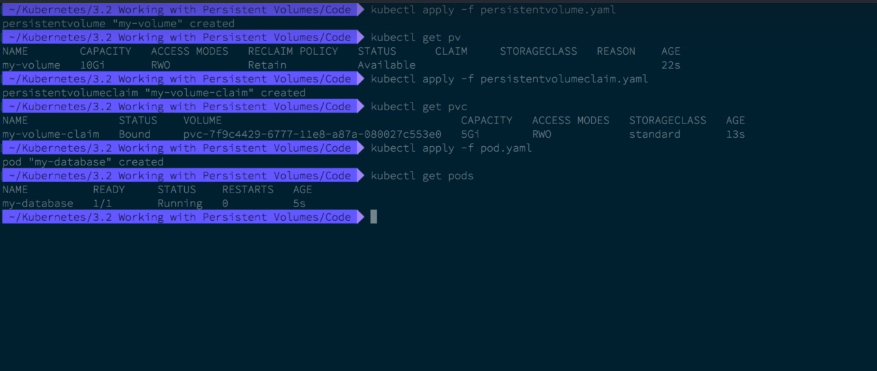 ~/Kubernetes/3.2 Working with Persistent Volumes/Code kubectl apply -f persistentvolume.yaml
persistentvolume "my-volume" created
~/Kubernetes/3.2 Working with Persistent Volumes/Code kubectl get pv
NAME CAPACITY ACCESS MODES RECLAIM POLICY STATUS CLAIM STORAGECLASS REASON AGE
my-volume 10Gi RWO Retain Available 22s
~/Kubernetes/3.2 Working with Persistent Volumes/Code kubectl apply -f persistentvolumeclaim.yaml
persistentvolumeclaim "my-volume-claim" created
~/Kubernetes/3.2 Working with Persistent Volumes/Code kubectl get pvc
NAME STATUS VOLUME CAPACITY ACCESS MODES STORAGECLASS AGE
my-volume-claim Bound pvc-7f9c4429-6777-11e8-a87a-080027c553e0 5Gi RWO standard 13s
~/Kubernetes/3.2 Working with Persistent Volumes/Code kubectl apply -f pod.yaml
pod "my-database" created
~/Kubernetes/3.2 Working with Persistent Volumes/Code kubectl get pods
NAME READY STATUS RESTARTS AGE
my-database 1/1 Running 0 5s
~/Kubernetes/3.2 Working with Persistent Volumes/Code